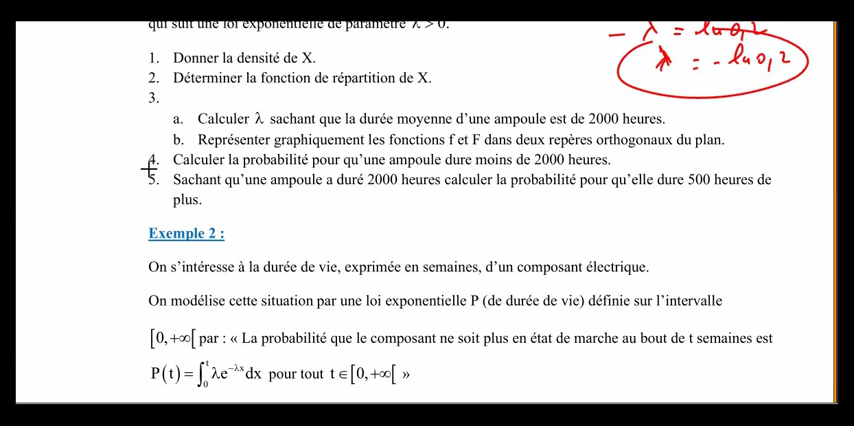 qui suit une loi exponentielle de paramètre λ > 0.
- λ = ln 0,2
λ = - ln 0,2
1. Donner la densité de X.
2. Déterminer la fonction de répartition de X.
3.
a. Calculer λ sachant que la durée moyenne d’une ampoule est de 2000 heures.
b. Représenter graphiquement les fonctions f et F dans deux repères orthogonaux du plan.
4. Calculer la probabilité pour qu’une ampoule dure moins de 2000 heures.
5. Sachant qu’une ampoule a duré 2000 heures calculer la probabilité pour qu’elle dure 500 heures de
plus.
Exemple 2 :
On s’intéresse à la durée de vie, exprimée en semaines, d’un composant électrique.
On modélise cette situation par une loi exponentielle P (de durée de vie) définie sur l’intervalle
[0,+∞[ par : « La probabilité que le composant ne soit plus en état de marche au bout de t semaines est
P(t) = ∫₀ᵗ λe^{-λx}dx pour tout t ∈ [0,+∞[ »